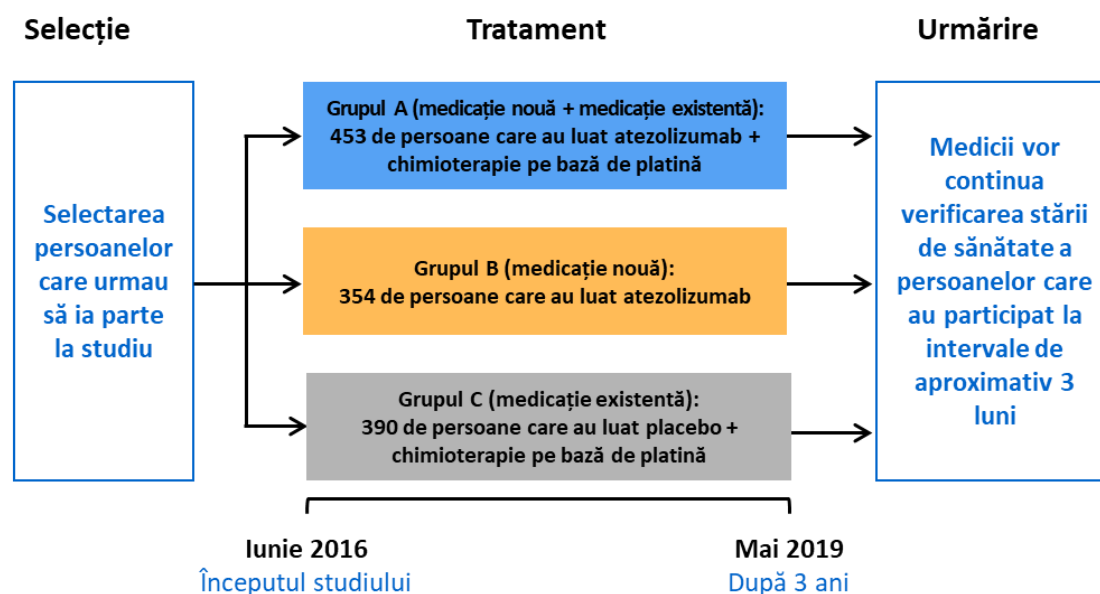 Selecție
Tratament
Urmărire
Selectarea
persoanelor
care urmau
să ia parte
la studiu
Grupul A (medicație nouă + medicație existentă):
453 de persoane care au luat atezolizumab +
chimioterapie pe bază de platină
Grupul B (medicație nouă):
354 de persoane care au luat atezolizumab
Grupul C (medicație existentă):
390 de persoane care au luat placebo +
chimioterapie pe bază de platină
Medicii vor
continua
verificarea stării
de sănătate a
persoanelor care
au participat la
intervale de
aproximativ 3
luni
Iunie 2016
Începutul studiului
Mai 2019
După 3 ani